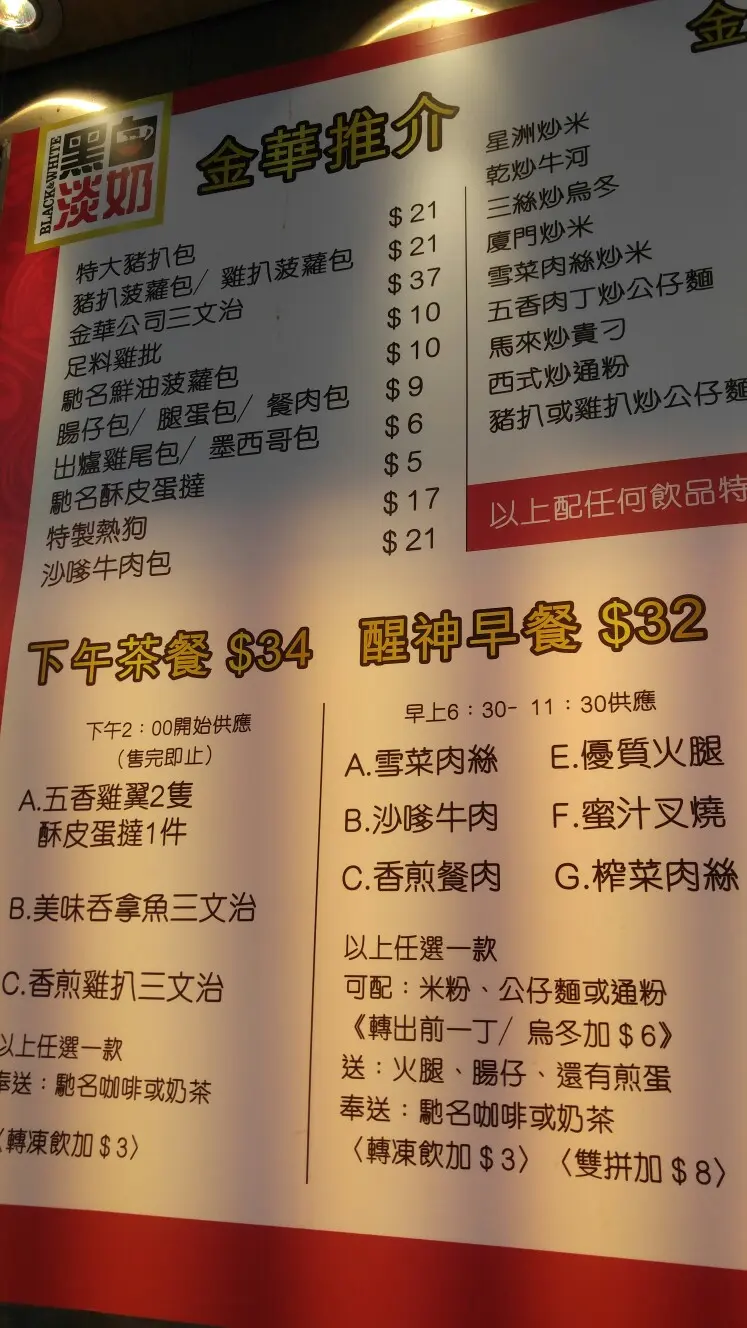 金
BLACK&WHITE
黑白
淡奶
金華推介
特大豬扒包 $21
豬扒菠蘿包/ 雞扒菠蘿包 $21
金華公司三文治 $37
足料雞批 $10
馳名鮮油菠蘿包 $10
腸仔包/ 腿蛋包/ 餐肉包 $9
出爐雞尾包/ 墨西哥包 $6
馳名酥皮蛋撻 $5
特製熱狗 $17
沙嗲牛肉包 $21
星洲炒米
乾炒牛河
三絲炒烏冬
廈門炒米
雪菜肉絲炒米
五香肉丁炒公仔麵
馬來炒貴刁
西式炒通粉
豬扒或雞扒炒公仔麵
以上配任何飲品特
下午茶餐 $34
下午2：00開始供應
（售完即止）
A.五香雞翼2隻
酥皮蛋撻1件
B.美味吞拿魚三文治
C.香煎雞扒三文治
以上任選一款
奉送：馳名咖啡或奶茶
〈轉凍飲加$3〉
醒神早餐 $32
早上6：30- 11：30供應
A.雪菜肉絲 E.優質火腿
B.沙嗲牛肉 F.蜜汁叉燒
C.香煎餐肉 G.榨菜肉絲
以上任選一款
可配：米粉、公仔麵或通粉
《轉出前一丁/ 烏冬加$6》
送：火腿、腸仔、還有煎蛋
奉送：馳名咖啡或奶茶
〈轉凍飲加$3〉〈雙拼加$8〉